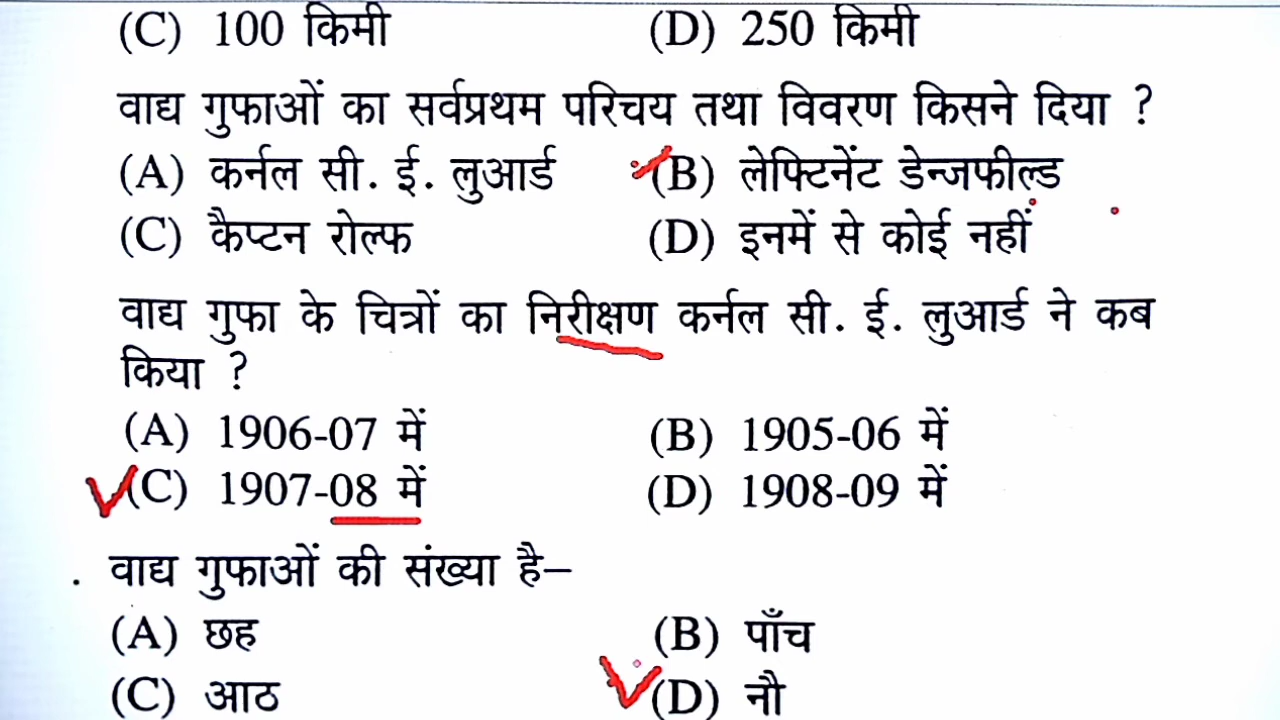 (C) 100 किमी (D) 250 किमी
वाद्य गुफाओं का सर्वप्रथम परिचय तथा विवरण किसने दिया ?
(A) कर्नल सी. ई. लुआर्ड (B) लेफ्टिनेंट डेन्जफील्ड
(C) कैप्टन रोल्फ (D) इनमें से कोई नहीं
वाद्य गुफा के चित्रों का निरीक्षण कर्नल सी. ई. लुआर्ड ने कब
किया ?
(A) 1906-07 में (B) 1905-06 में
(C) 1907-08 में (D) 1908-09 में
. वाद्य गुफाओं की संख्या है–
(A) छह (B) पाँच
(C) आठ (D) नौ